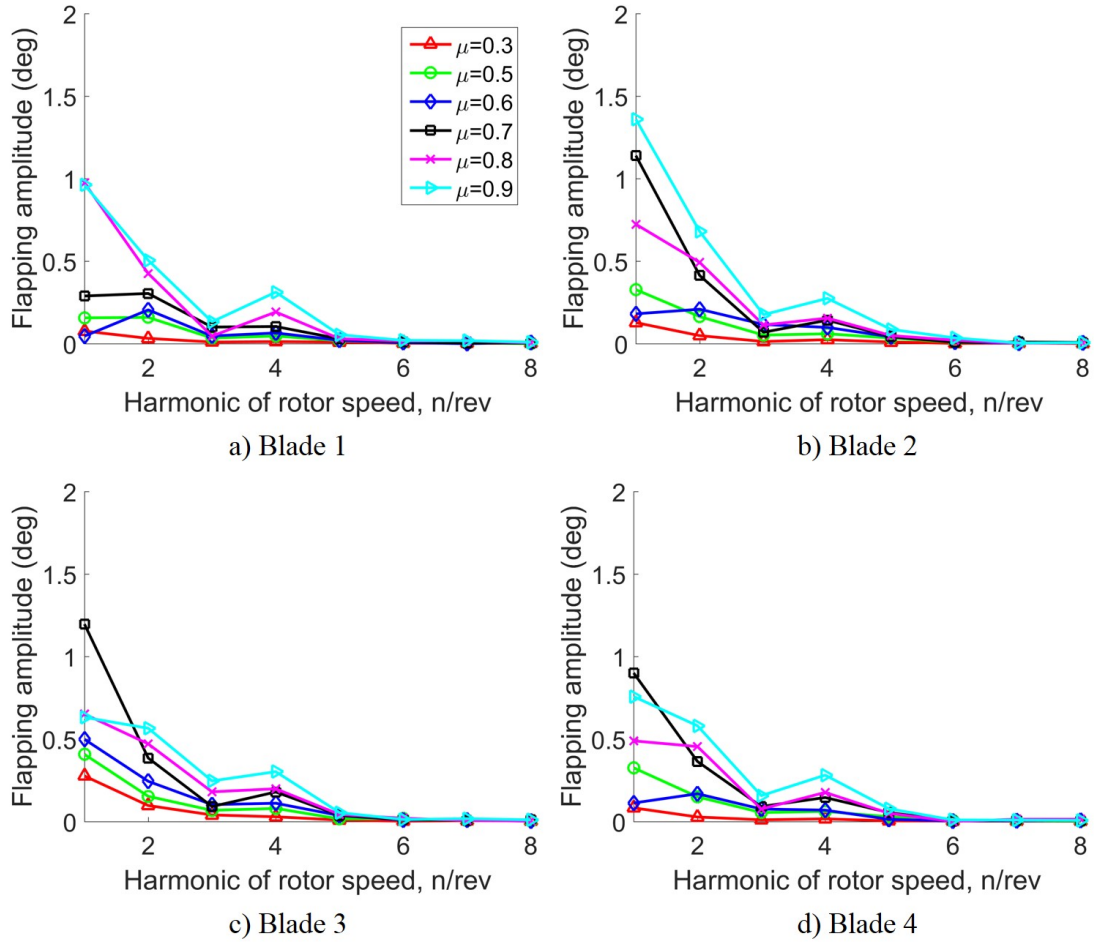 2
1.5
1
0.5
0
Flapping amplitude (deg)
μ=0.3
μ=0.5
μ=0.6
μ=0.7
μ=0.8
μ=0.9
2 4 6 8
Harmonic of rotor speed, n/rev
a) Blade 1
2
1.5
1
0.5
0
Flapping amplitude (deg)
2 4 6 8
Harmonic of rotor speed, n/rev
b) Blade 2
2
1.5
1
0.5
0
Flapping amplitude (deg)
2 4 6 8
Harmonic of rotor speed, n/rev
c) Blade 3
2
1.5
1
0.5
0
Flapping amplitude (deg)
2 4 6 8
Harmonic of rotor speed, n/rev
d) Blade 4